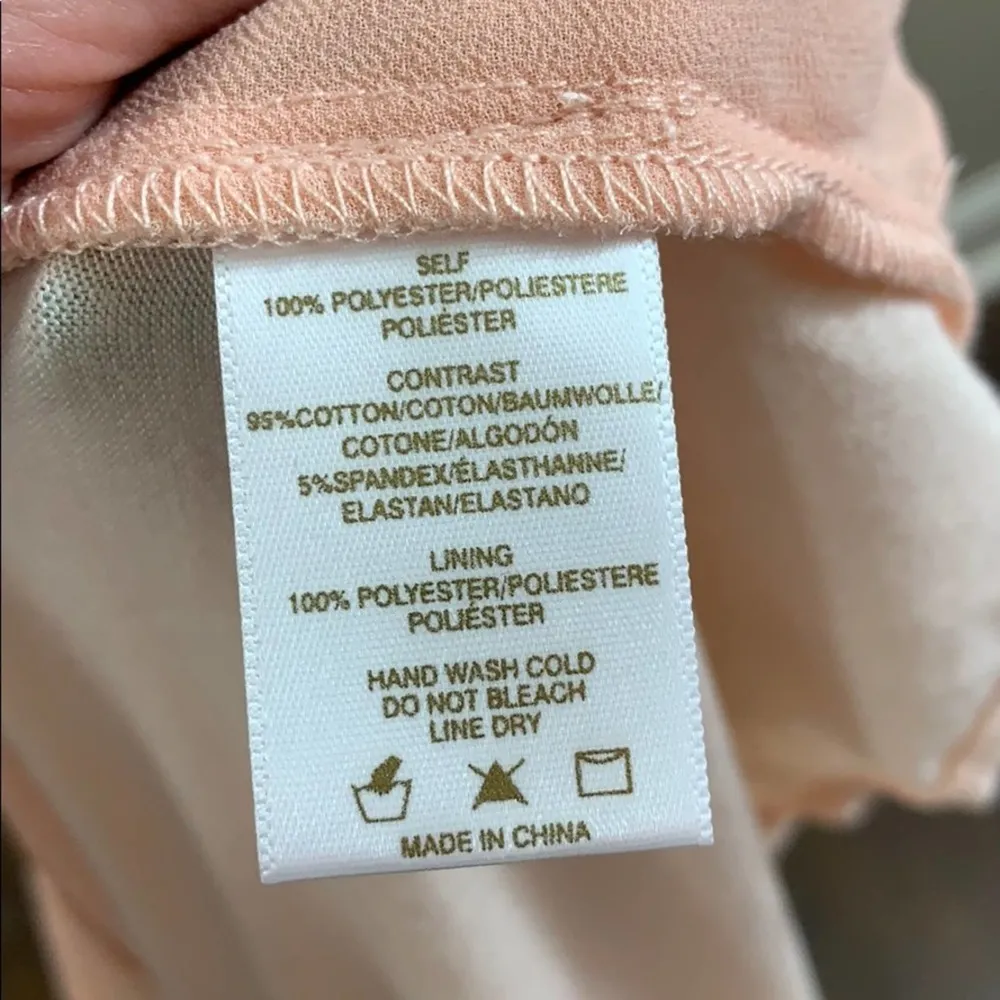 SELF
100% POLYESTER/POLIESTERE
POLIÉSTER
CONTRAST
95%COTTON/COTON/BAUMWOLLE/
COTONE/ALGODÓN
5%SPANDEX/ÉLASTHANNE/
ELASTAN/ELASTANO
LINING
100% POLYESTER/POLIESTERE
POLIÉSTER
HAND WASH COLD
DO NOT BLEACH
LINE DRY
MADE IN CHINA